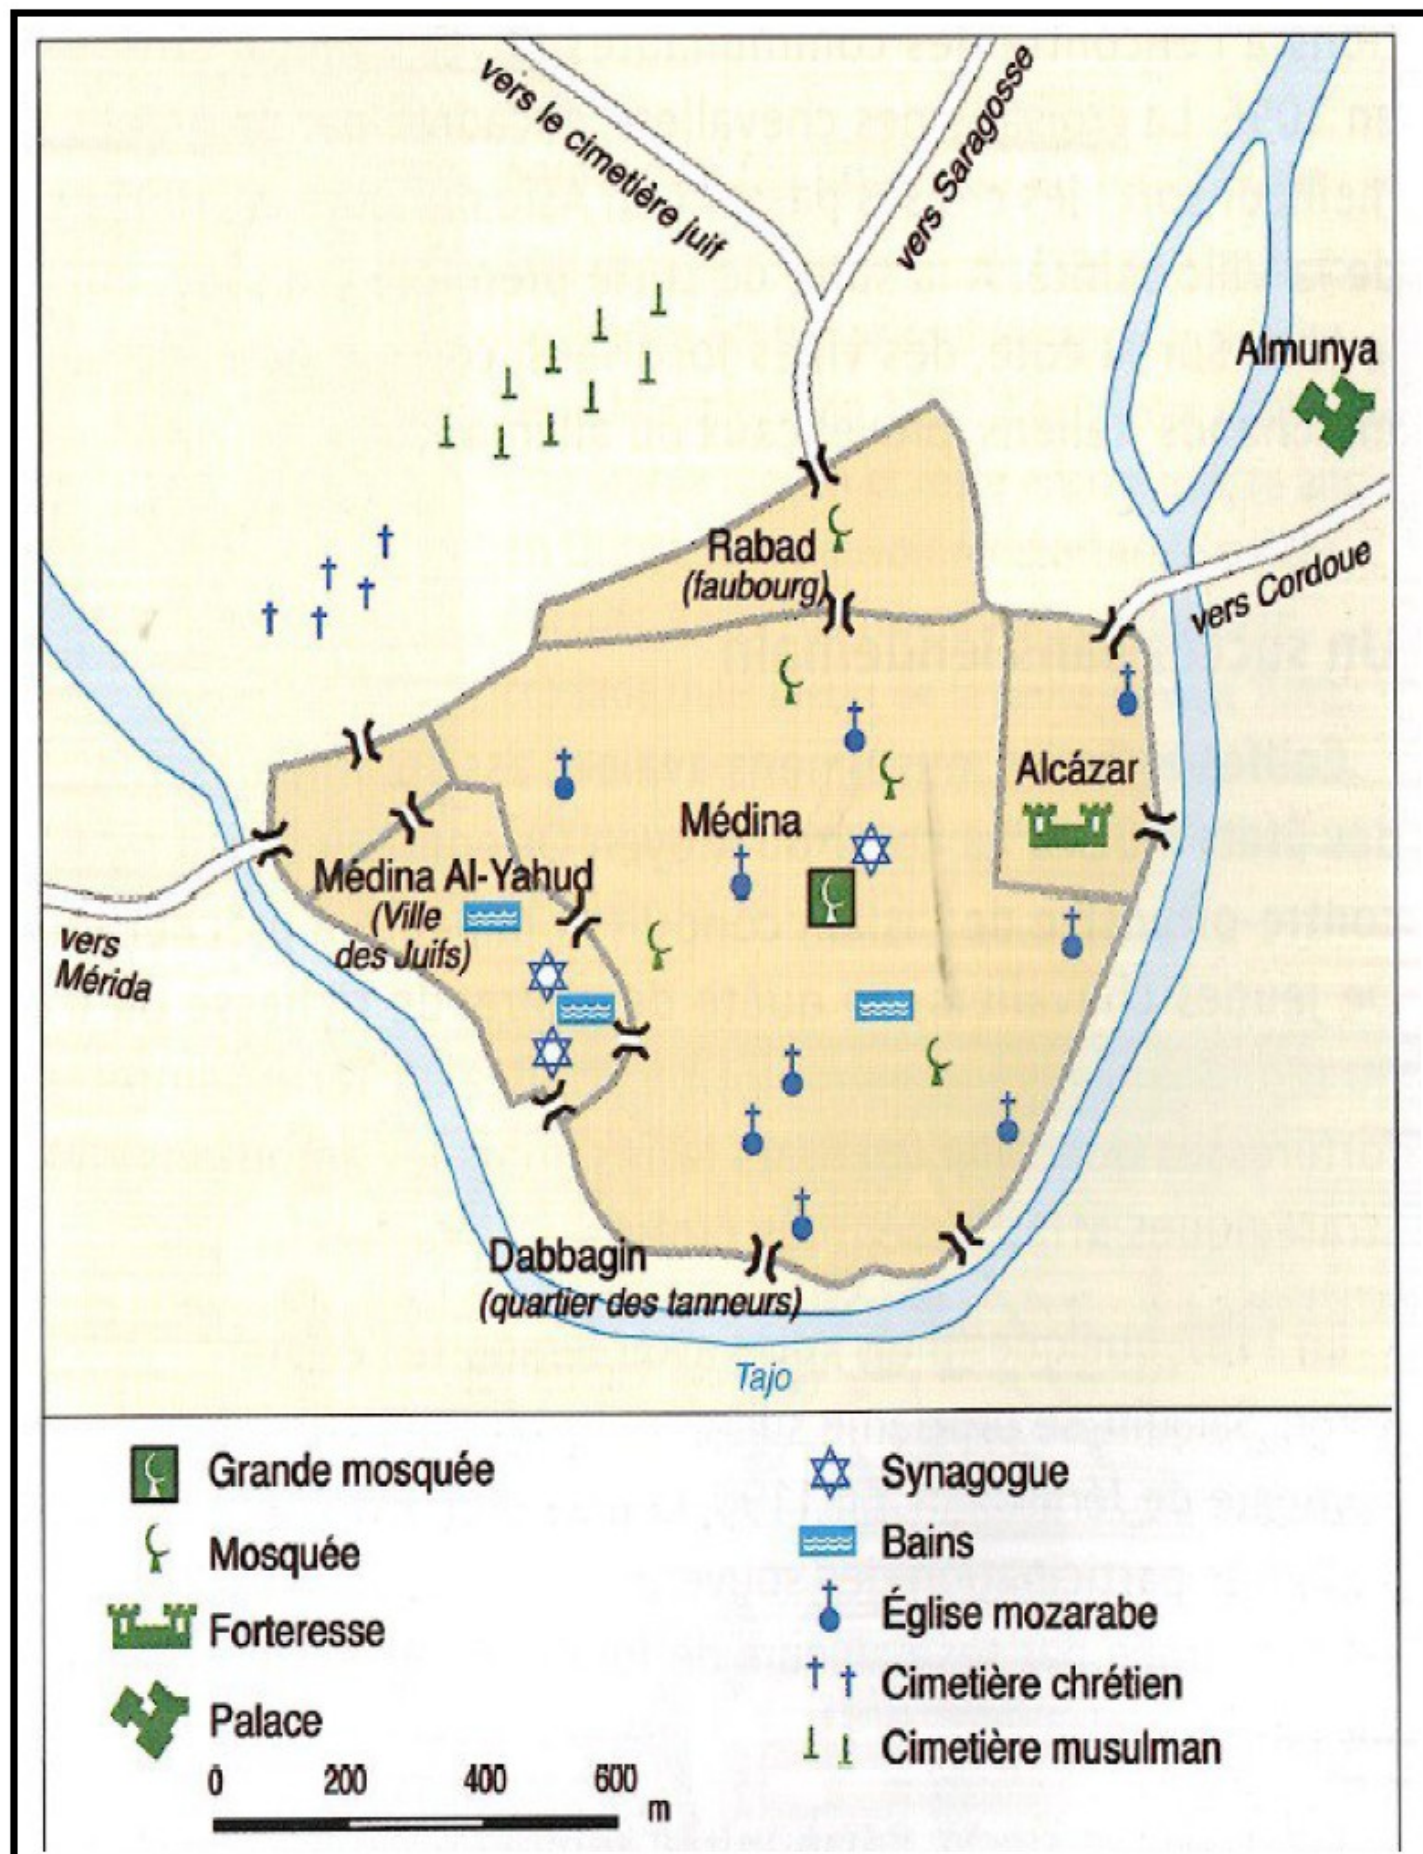 vers le cimetière juif
vers Saragosse
Almunya
Rabad
(faubourg)
vers Cordoue
Alcázar
Médina
Médina Al-Yahud
(Ville
des Juifs)
vers
Mérida
Dabbagin
(quartier des tanneurs)
Tajo
Grande mosquée
Mosquée
Forteresse
Palace
0 200 400 600
m
Synagogue
Bains
Église mozarabe
Cimetière chrétien
Cimetière musulman